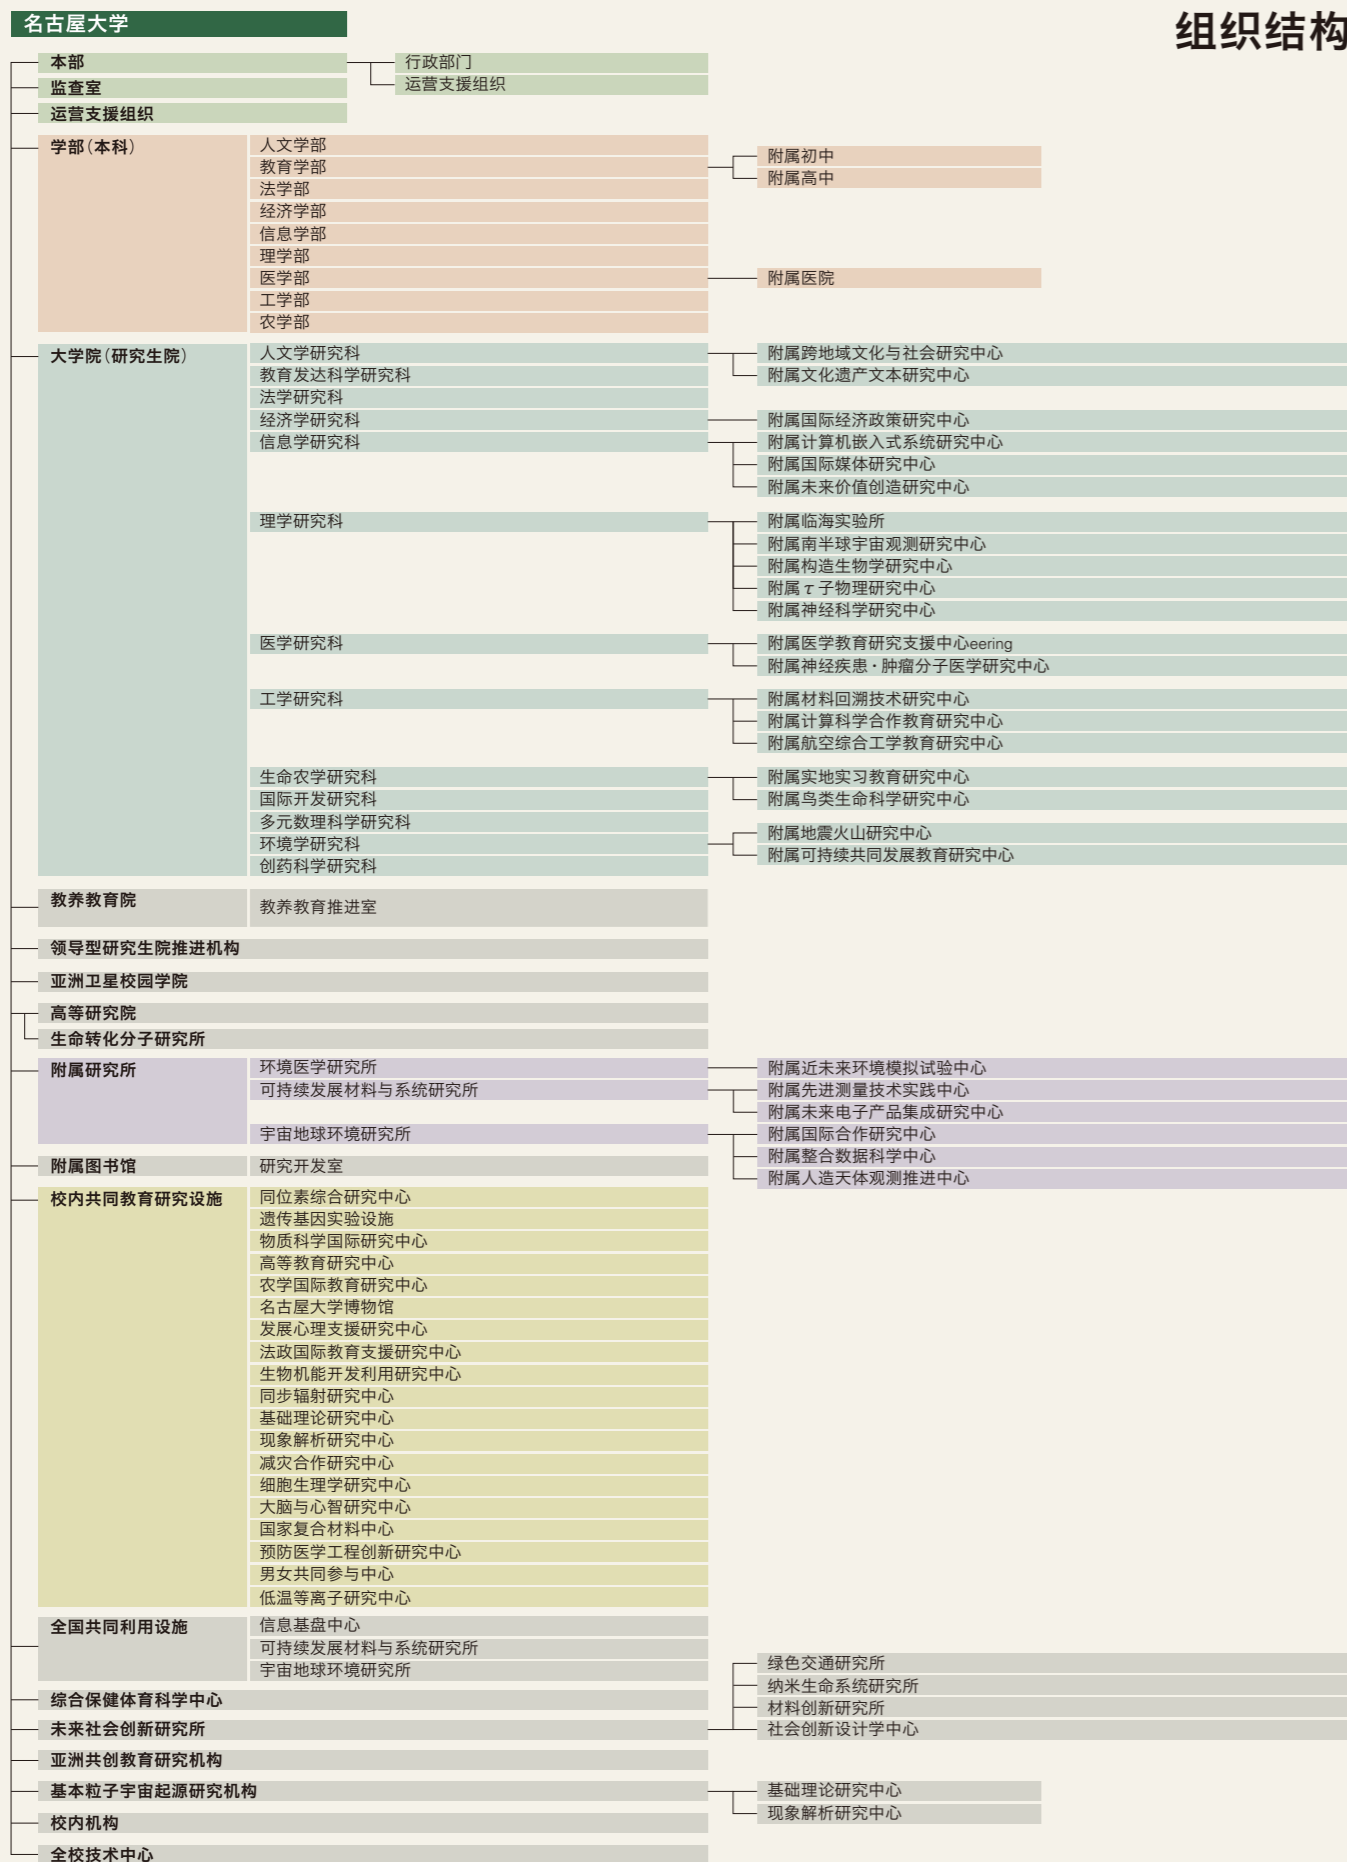 名古屋大学
组织结构
本部
行政部门
运营支援组织
监查室
运营支援组织
学部（本科）
人文学部
教育学部
附属初中
附属高中
法学部
经济学部
信息学部
理学部
医学部
附属医院
工学部
农学部
大学院（研究生院）
人文学研究科
附属跨地域文化与社会研究中心
附属文化遗产文本研究中心
教育发达科学研究科
法学研究科
经济学研究科
附属国际经济政策研究中心
信息学研究科
附属计算机嵌入式系统研究中心
附属国际媒体研究中心
附属未来价值创造研究中心
理学研究科
附属临海实验所
附属南半球宇宙观测研究中心
附属构造生物学研究中心
附属τ子物理研究中心
附属神经科学研究中心
医学研究科
附属医学教育研究支援中心eering
附属神经疾患·肿瘤分子医学研究中心
工学研究科
附属材料回溯技术研究中心
附属计算科学合作教育研究中心
附属航空综合工学教育研究中心
生命农学研究科
附属实地实习教育研究中心
附属鸟类生命科学研究中心
国际开发研究科
多元数理科学研究科
环境学研究科
附属地震火山研究中心
附属可持续共同发展教育研究中心
创药科学研究科
教养教育院
教养教育推进室
领导型研究生院推进机构
亚洲卫星校园学院
高等研究院
生命转化分子研究所
附属研究所
环境医学研究所
附属近未来环境模拟试验中心
可持续发展材料与系统研究所
附属先进测量技术实践中心
附属未来电子产品集成研究中心
宇宙地球环境研究所
附属国际合作研究中心
附属整合数据科学中心
附属人造天体观测推进中心
附属图书馆
研究开发室
校内共同教育研究设施
同位素综合研究中心
遗传基因实验设施
物质科学国际研究中心
高等教育研究中心
农学国际教育研究中心
名古屋大学博物馆
发展心理支援研究中心
法政国际教育支援研究中心
生物机能开发利用研究中心
同步辐射研究中心
基础理论研究中心
现象解析研究中心
减灾合作研究中心
细胞生理学研究中心
大脑与心智研究中心
国家复合材料中心
预防医学工程创新研究中心
男女共同参与中心
低温等离子研究中心
全国共同利用设施
信息基盘中心
可持续发展材料与系统研究所
宇宙地球环境研究所
综合保健体育科学中心
未来社会创新研究所
绿色交通研究所
纳米生命系统研究所
材料创新研究所
社会创新设计学中心
亚洲共创教育研究机构
基本粒子宇宙起源研究机构
基础理论研究中心
现象解析研究中心
校内机构
全校技术中心